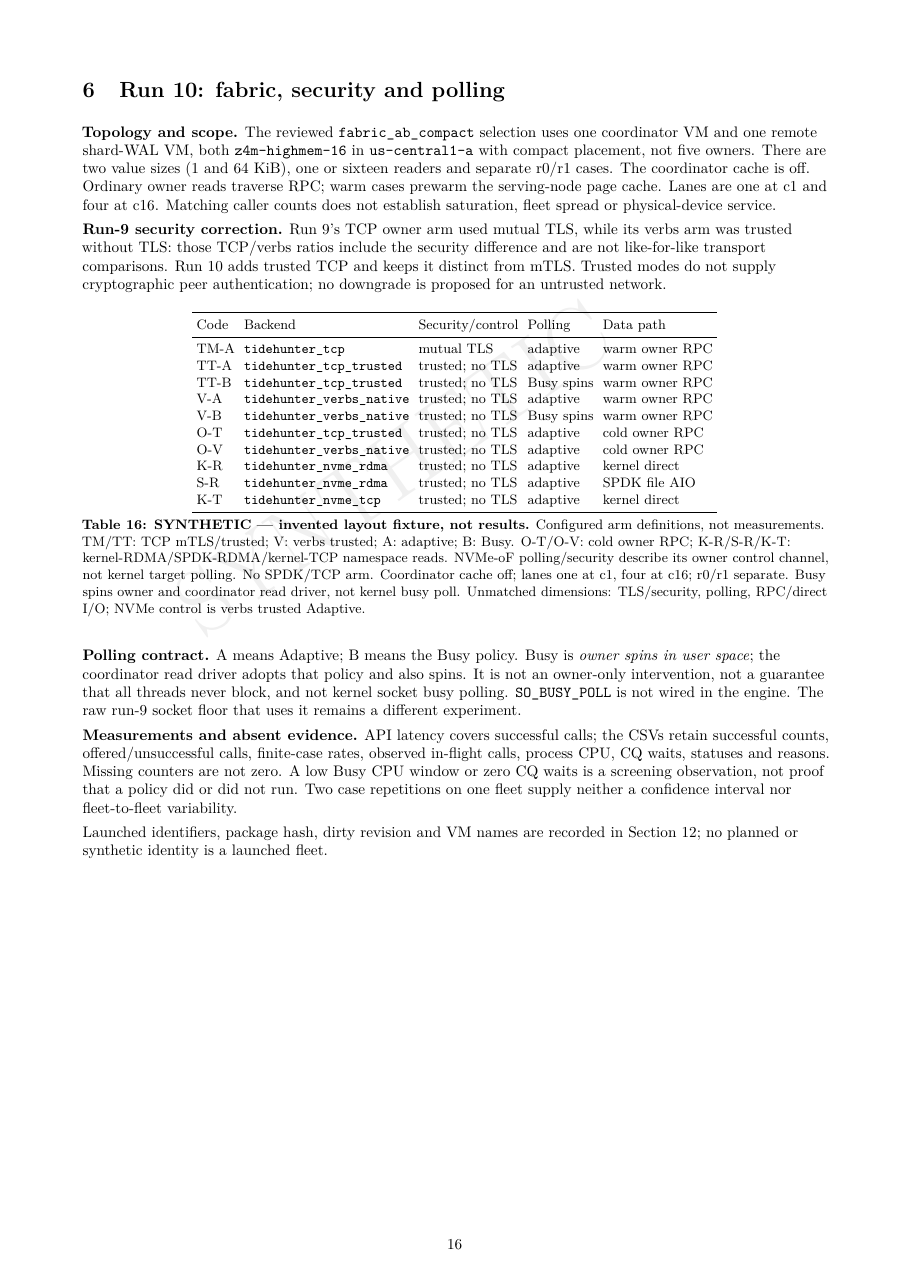 6 Run 10: fabric, security and polling
Topology and scope. The reviewed fabric_ab_compact selection uses one coordinator VM and one remote
shard-WAL VM, both z4m-highmem-16 in us-central1-a with compact placement, not five owners. There are
two value sizes (1 and 64 KiB), one or sixteen readers and separate r0/r1 cases. The coordinator cache is off.
Ordinary owner reads traverse RPC; warm cases prewarm the serving-node page cache. Lanes are one at c1 and
four at c16. Matching caller counts does not establish saturation, fleet spread or physical-device service.
Run-9 security correction. Run 9's TCP owner arm used mutual TLS, while its verbs arm was trusted
without TLS: those TCP/verbs ratios include the security difference and are not like-for-like transport
comparisons. Run 10 adds trusted TCP and keeps it distinct from mTLS. Trusted modes do not supply
cryptographic peer authentication; no downgrade is proposed for an untrusted network.
Code Backend Security/control Polling Data path
TM-A tidehunter_tcp mutual TLS adaptive warm owner RPC
TT-A tidehunter_tcp_trusted trusted; no TLS adaptive warm owner RPC
TT-B tidehunter_tcp_trusted trusted; no TLS Busy spins warm owner RPC
V-A tidehunter_verbs_native trusted; no TLS adaptive warm owner RPC
V-B tidehunter_verbs_native trusted; no TLS Busy spins warm owner RPC
O-T tidehunter_tcp_trusted trusted; no TLS adaptive cold owner RPC
O-V tidehunter_verbs_native trusted; no TLS adaptive cold owner RPC
K-R tidehunter_nvme_rdma trusted; no TLS adaptive kernel direct
S-R tidehunter_nvme_rdma trusted; no TLS adaptive SPDK file AIO
K-T tidehunter_nvme_tcp trusted; no TLS adaptive kernel direct
SYNTHETIC
Table 16: SYNTHETIC — invented layout fixture, not results. Configured arm definitions, not measurements.
TM/TT: TCP mTLS/trusted; V: verbs trusted; A: adaptive; B: Busy. O-T/O-V: cold owner RPC; K-R/S-R/K-T:
kernel-RDMA/SPDK-RDMA/kernel-TCP namespace reads. NVMe-oF polling/security describe its owner control channel,
not kernel target polling. No SPDK/TCP arm. Coordinator cache off; lanes one at c1, four at c16; r0/r1 separate. Busy
spins owner and coordinator read driver, not kernel busy poll. Unmatched dimensions: TLS/security, polling, RPC/direct
I/O; NVMe control is verbs trusted Adaptive.
Polling contract. A means Adaptive; B means the Busy policy. Busy is owner spins in user space; the
coordinator read driver adopts that policy and also spins. It is not an owner-only intervention, not a guarantee
that all threads never block, and not kernel socket busy polling. SO_BUSY_POLL is not wired in the engine. The
raw run-9 socket floor that uses it remains a different experiment.
Measurements and absent evidence. API latency covers successful calls; the CSVs retain successful counts,
offered/unsuccessful calls, finite-case rates, observed in-flight calls, process CPU, CQ waits, statuses and reasons.
Missing counters are not zero. A low Busy CPU window or zero CQ waits is a screening observation, not proof
that a policy did or did not run. Two case repetitions on one fleet supply neither a confidence interval nor
fleet-to-fleet variability.
Launched identifiers, package hash, dirty revision and VM names are recorded in Section 12; no planned or
synthetic identity is a launched fleet.
16